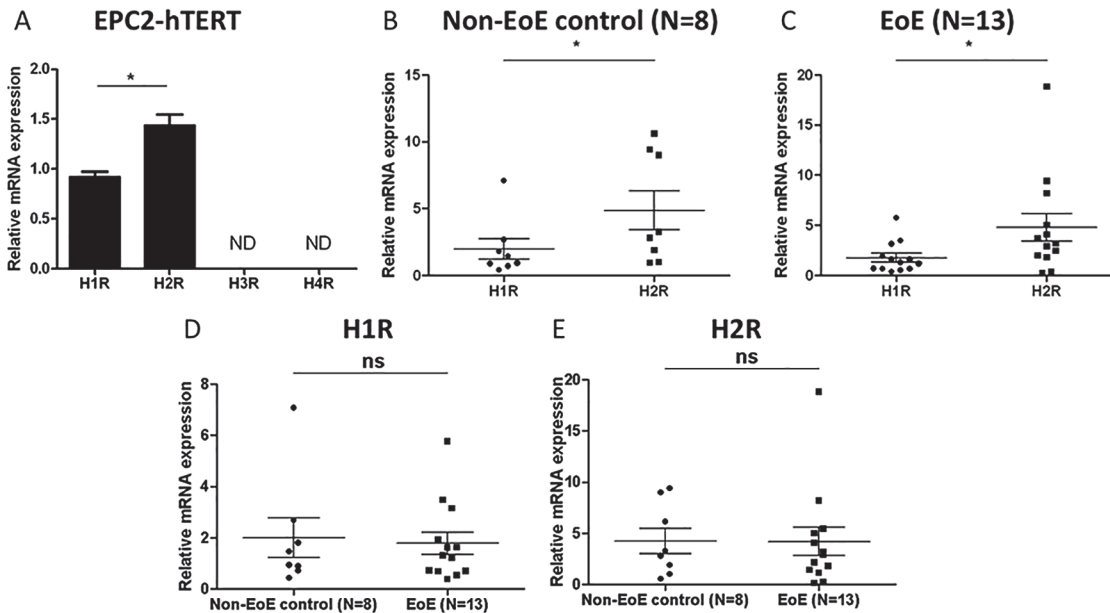 A EPC2-hTERT
Relative mRNA expression
2.0
1.5
1.0
0.5
0.0
*
ND ND
H1R H2R H3R H4R
B Non-EoE control (N=8)
*
Relative mRNA expression
15
10
5
0
H1R H2R
C EoE (N=13)
*
Relative mRNA expression
20
15
10
5
0
H1R H2R
D H1R
ns
Relative mRNA expression
8
6
4
2
0
Non-EoE control (N=8) EoE (N=13)
E H2R
ns
Relative mRNA expression
20
15
10
5
0
Non-EoE control (N=8) EoE (N=13)